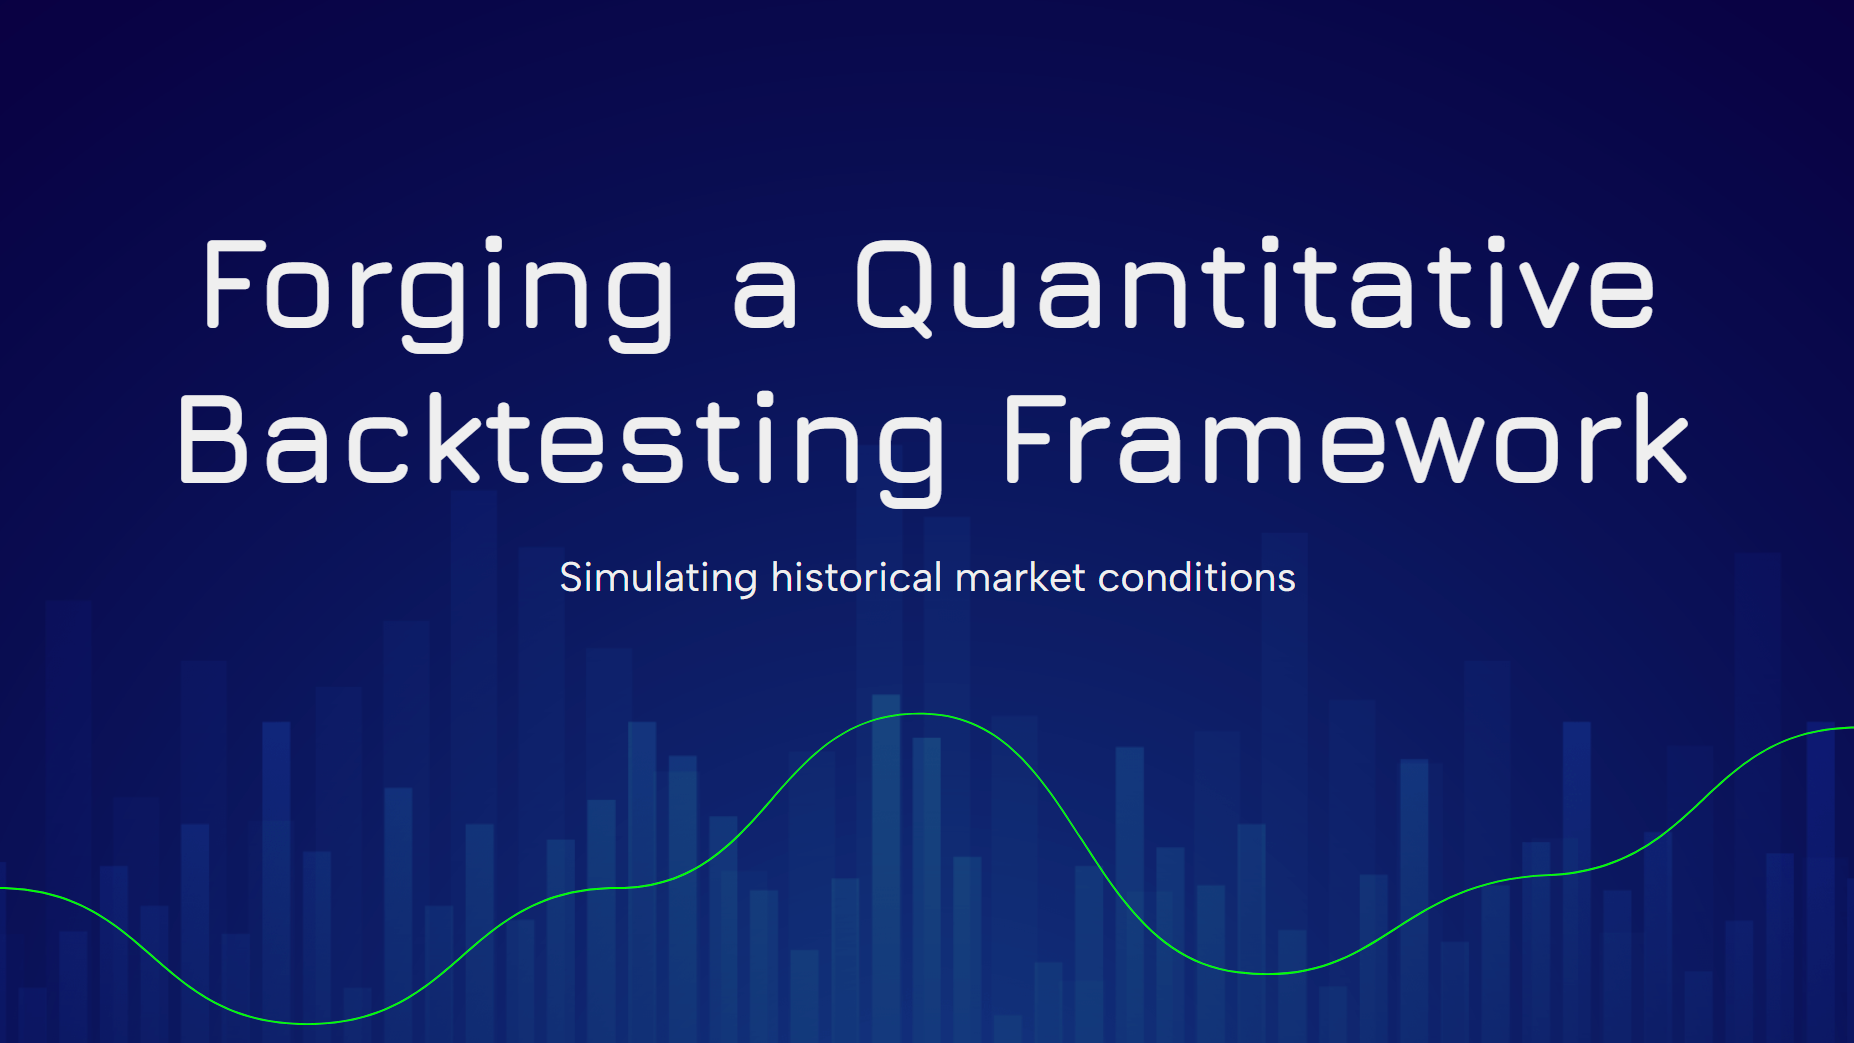 Forging a Quantitative
Backtesting Framework
Simulating historical market conditions